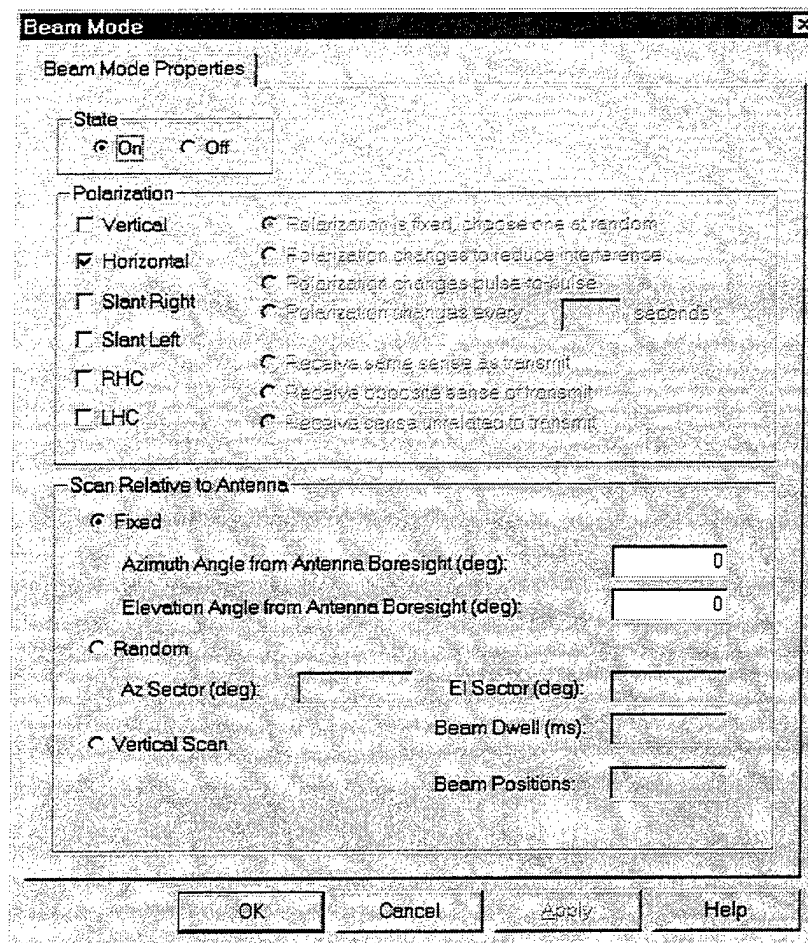 Beam Mode
Beam Mode Properties
State
On
Off
Polarization
Vertical
Polarization is fixed, choose one at random
Horizontal
Polarization changes to reduce interference
Polarization changes pulse-to-pulse
Slant Right
Polarization changes every
seconds
Slant Left
Receive same sense as transmit
RHC
Receive opposite sense of transmit
LHC
Receive sense unrelated to transmit
Scan Relative to Antenna
Fixed
Azimuth Angle from Antenna Boresight (deg):
0
Elevation Angle from Antenna Boresight (deg):
0
Random
Az Sector (deg):
El Sector (deg):
Beam Dwell (ms):
Vertical Scan
Beam Positions:
OK
Cancel
Apply
Help